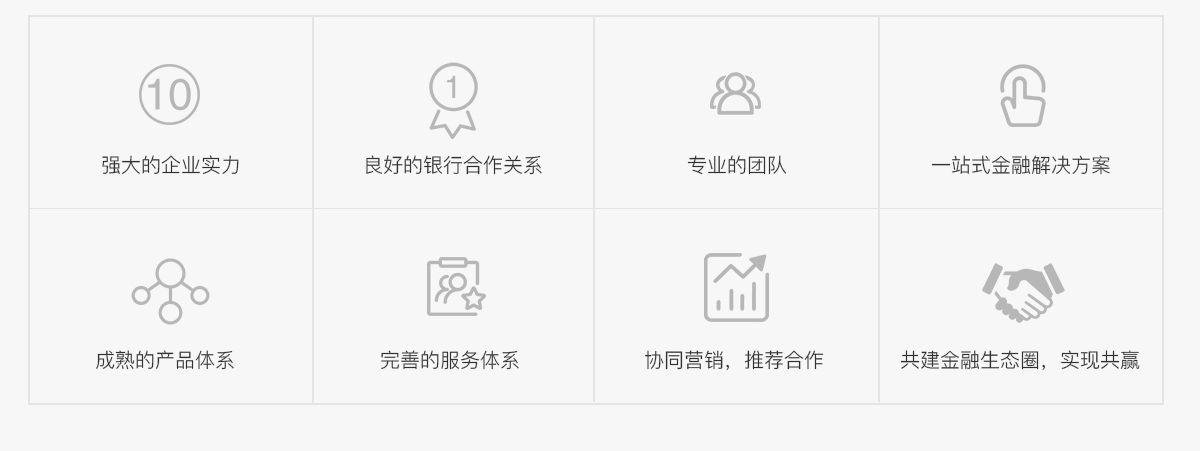 10
1
强大的企业实力
良好的银行合作关系
专业的团队
一站式金融解决方案
成熟的产品体系
完善的服务体系
协同营销，推荐合作
共建金融生态圈，实现共赢